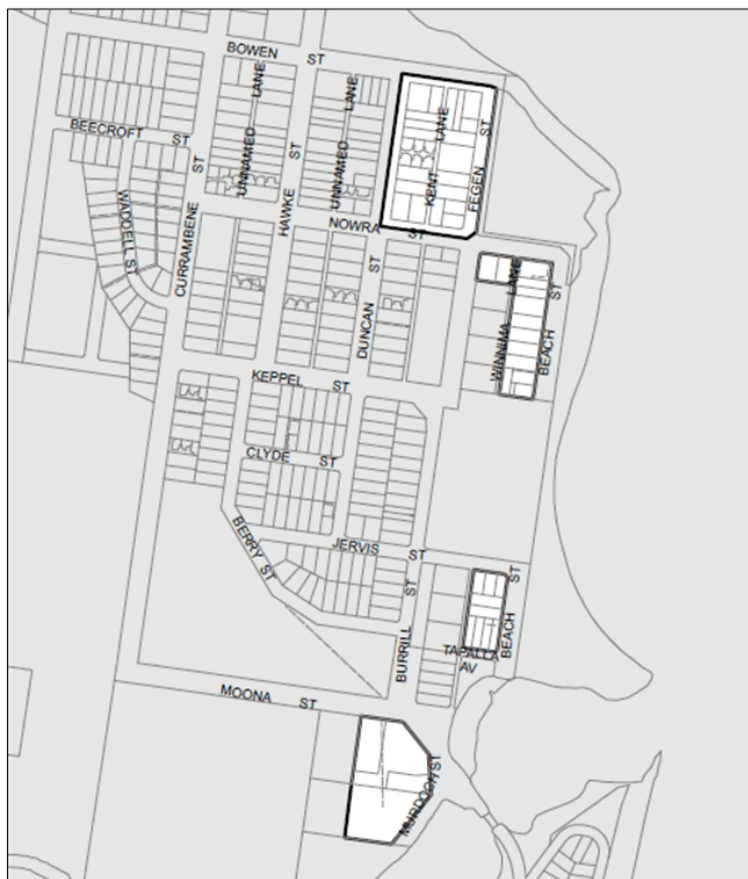 BOWEN ST
LANE
LANE
LANE
BEECROFT ST
ST
ST
ST
UNNAMED
UNNAMED
KENT
FEGEN
WADDELL ST
HAWKE
NOWRA ST
CURRAMBENE
ST
LANE
ST
DUNCAN
WINNIMA
BEACH
KEPPEL ST
CLYDE ST
BERRY ST
JERVIS ST
ST
ST
BURRILL
BEACH
TAPALLA
AV
MOONA ST
MURDOCH ST